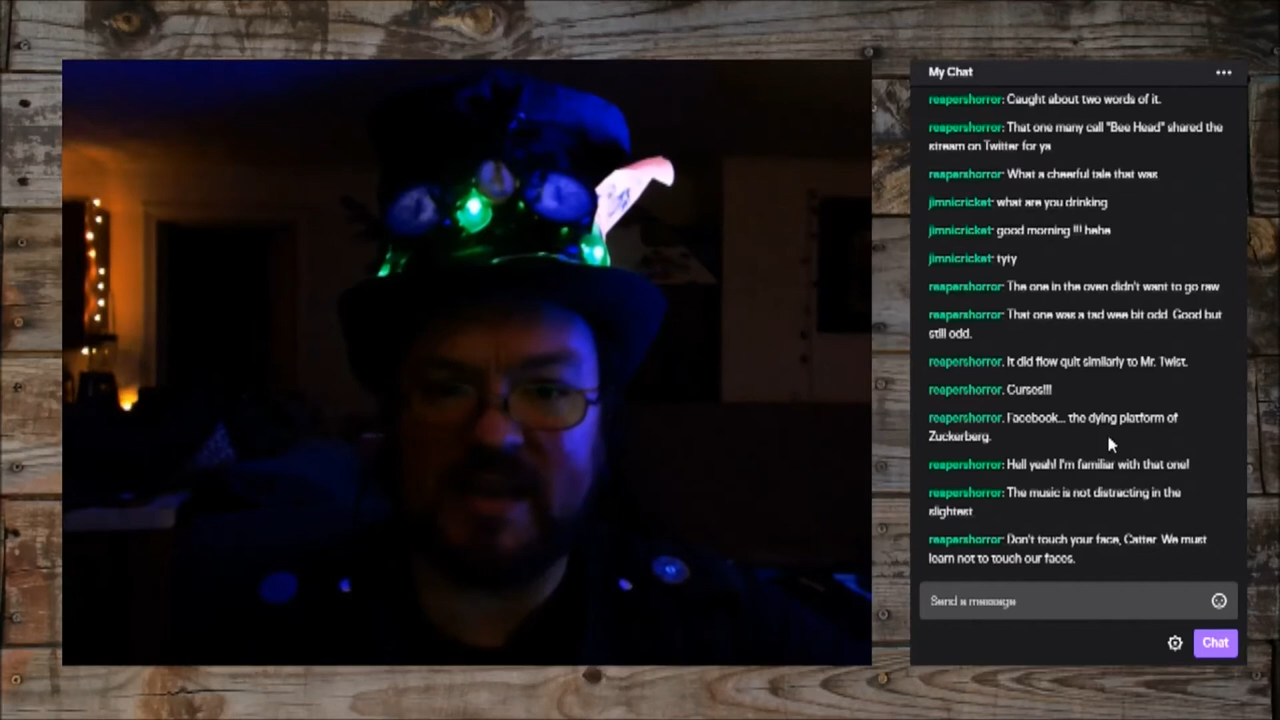 My Chat
reapershorror: Caught about two words of it.
reapershorror: That one many call "Bee Head" shared the
stream on Twitter for ya
reapershorror: What a cheerful tale that was
jimnicricket: what are you drinking
jimnicricket: good morning !!! hehe
jimnicricket: tyty
reapershorror: The one in the oven didn't want to go raw
reapershorror: That one was a tad wee bit odd. Good but
still odd.
reapershorror: It did flow quit similarly to Mr. Twist.
reapershorror: Curses!!!
reapershorror: Facebook... the dying platform of
Zuckerberg.
reapershorror: Hell yeah! I'm familiar with that one!
reapershorror: The music is not distracting in the
slightest
reapershorror: Don't touch your face, Catter. We must
learn not to touch our faces.
Send a message
Chat